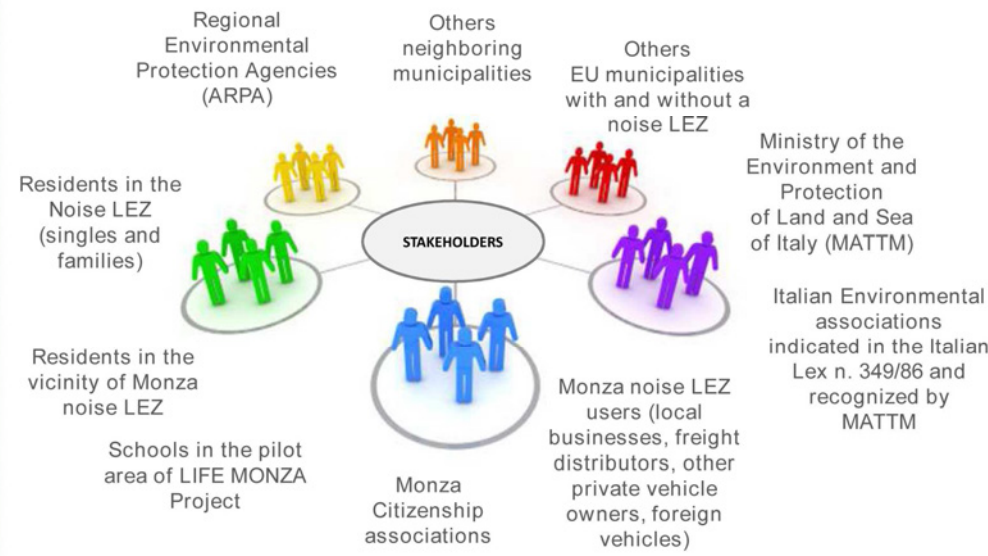 Regional
Environmental
Protection Agencies
(ARPA)
Others
neighboring
municipalities
Others
EU municipalities
with and without a
noise LEZ
Ministry of the
Environment and
Protection
of Land and Sea
of Italy (MATTM)
Residents in the
Noise LEZ
(singles and
families)
STAKEHOLDERS
Italian Environmental
associations
indicated in the Italian
Lex n. 349/86 and
recognized by
MATTM
Residents in the
vicinity of Monza
noise LEZ
Monza noise LEZ
users (local
businesses, freight
distributors, other
private vehicle
owners, foreign
vehicles)
Schools in the pilot
area of LIFE MONZA
Project
Monza
Citizenship
associations